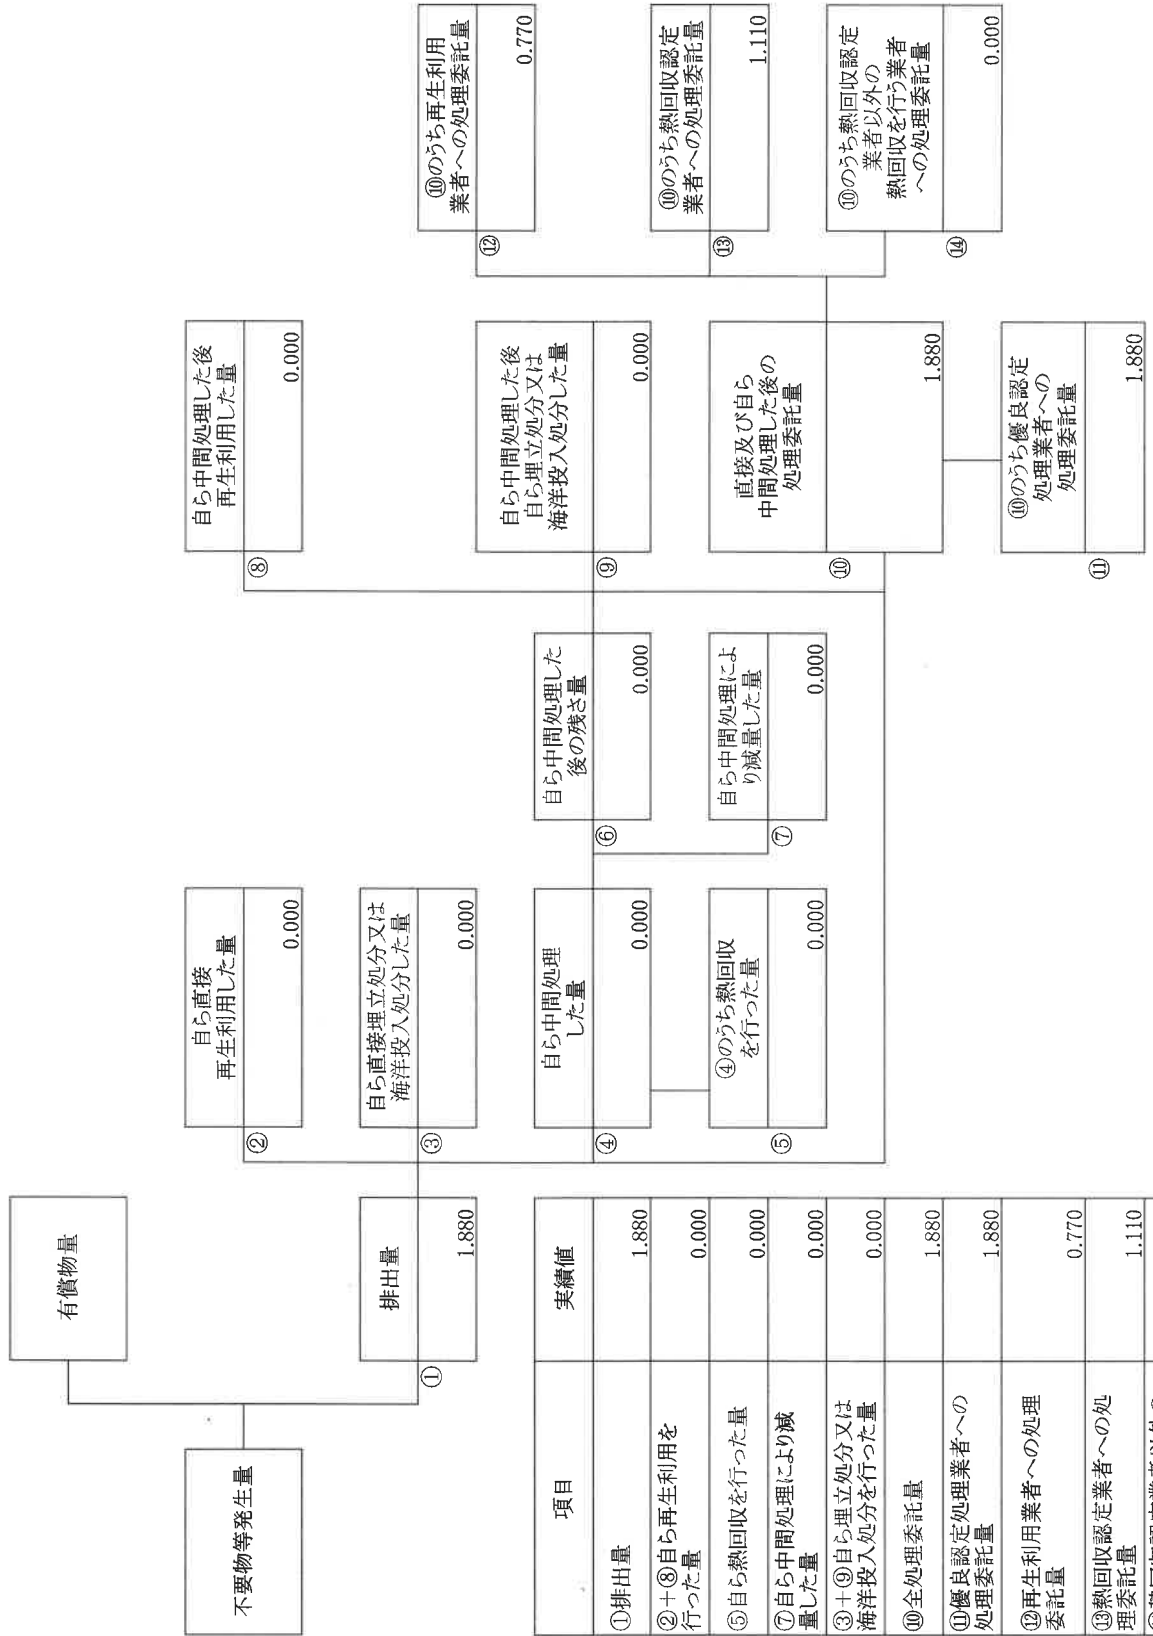 不要物等発生量
有償物量
①
排出量
1.880
②
自ら直接
再生利用した量
0.000
③
自ら直接埋立処分又は
海洋投入処分した量
0.000
④
自ら中間処理
した量
0.000
⑤
④のうち熱回収
を行った量
0.000
⑥
自ら中間処理した
後の残さ量
0.000
⑦
自ら中間処理によ
り減量した量
0.000
⑧
自ら中間処理した後
再生利用した量
0.000
⑨
自ら中間処理した後
自ら埋立処分又は
海洋投入処分した量
0.000
⑩
直接及び自ら
中間処理した後の
処理委託量
1.880
⑪
⑩のうち優良認定
処理業者への
処理委託量
1.880
⑫
⑩のうち再生利用
業者への処理委託量
0.770
⑬
⑩のうち熱回収認定
業者への処理委託量
1.110
⑭
⑩のうち熱回収認定
業者以外の
熱回収を行う業者
への処理委託量
0.000
項目
実績値
①排出量
1.880
②+⑧自ら再生利用を
行った量
0.000
⑤自ら熱回収を行った量
0.000
⑦自ら中間処理により減
量した量
0.000
③+⑨自ら埋立処分又は
海洋投入処分を行った量
0.000
⑩全処理委託量
1.880
⑪優良認定処理業者への
処理委託量
1.880
⑫再生利用業者への処理
委託量
0.770
⑬熱回収認定業者への処
理委託量
1.110